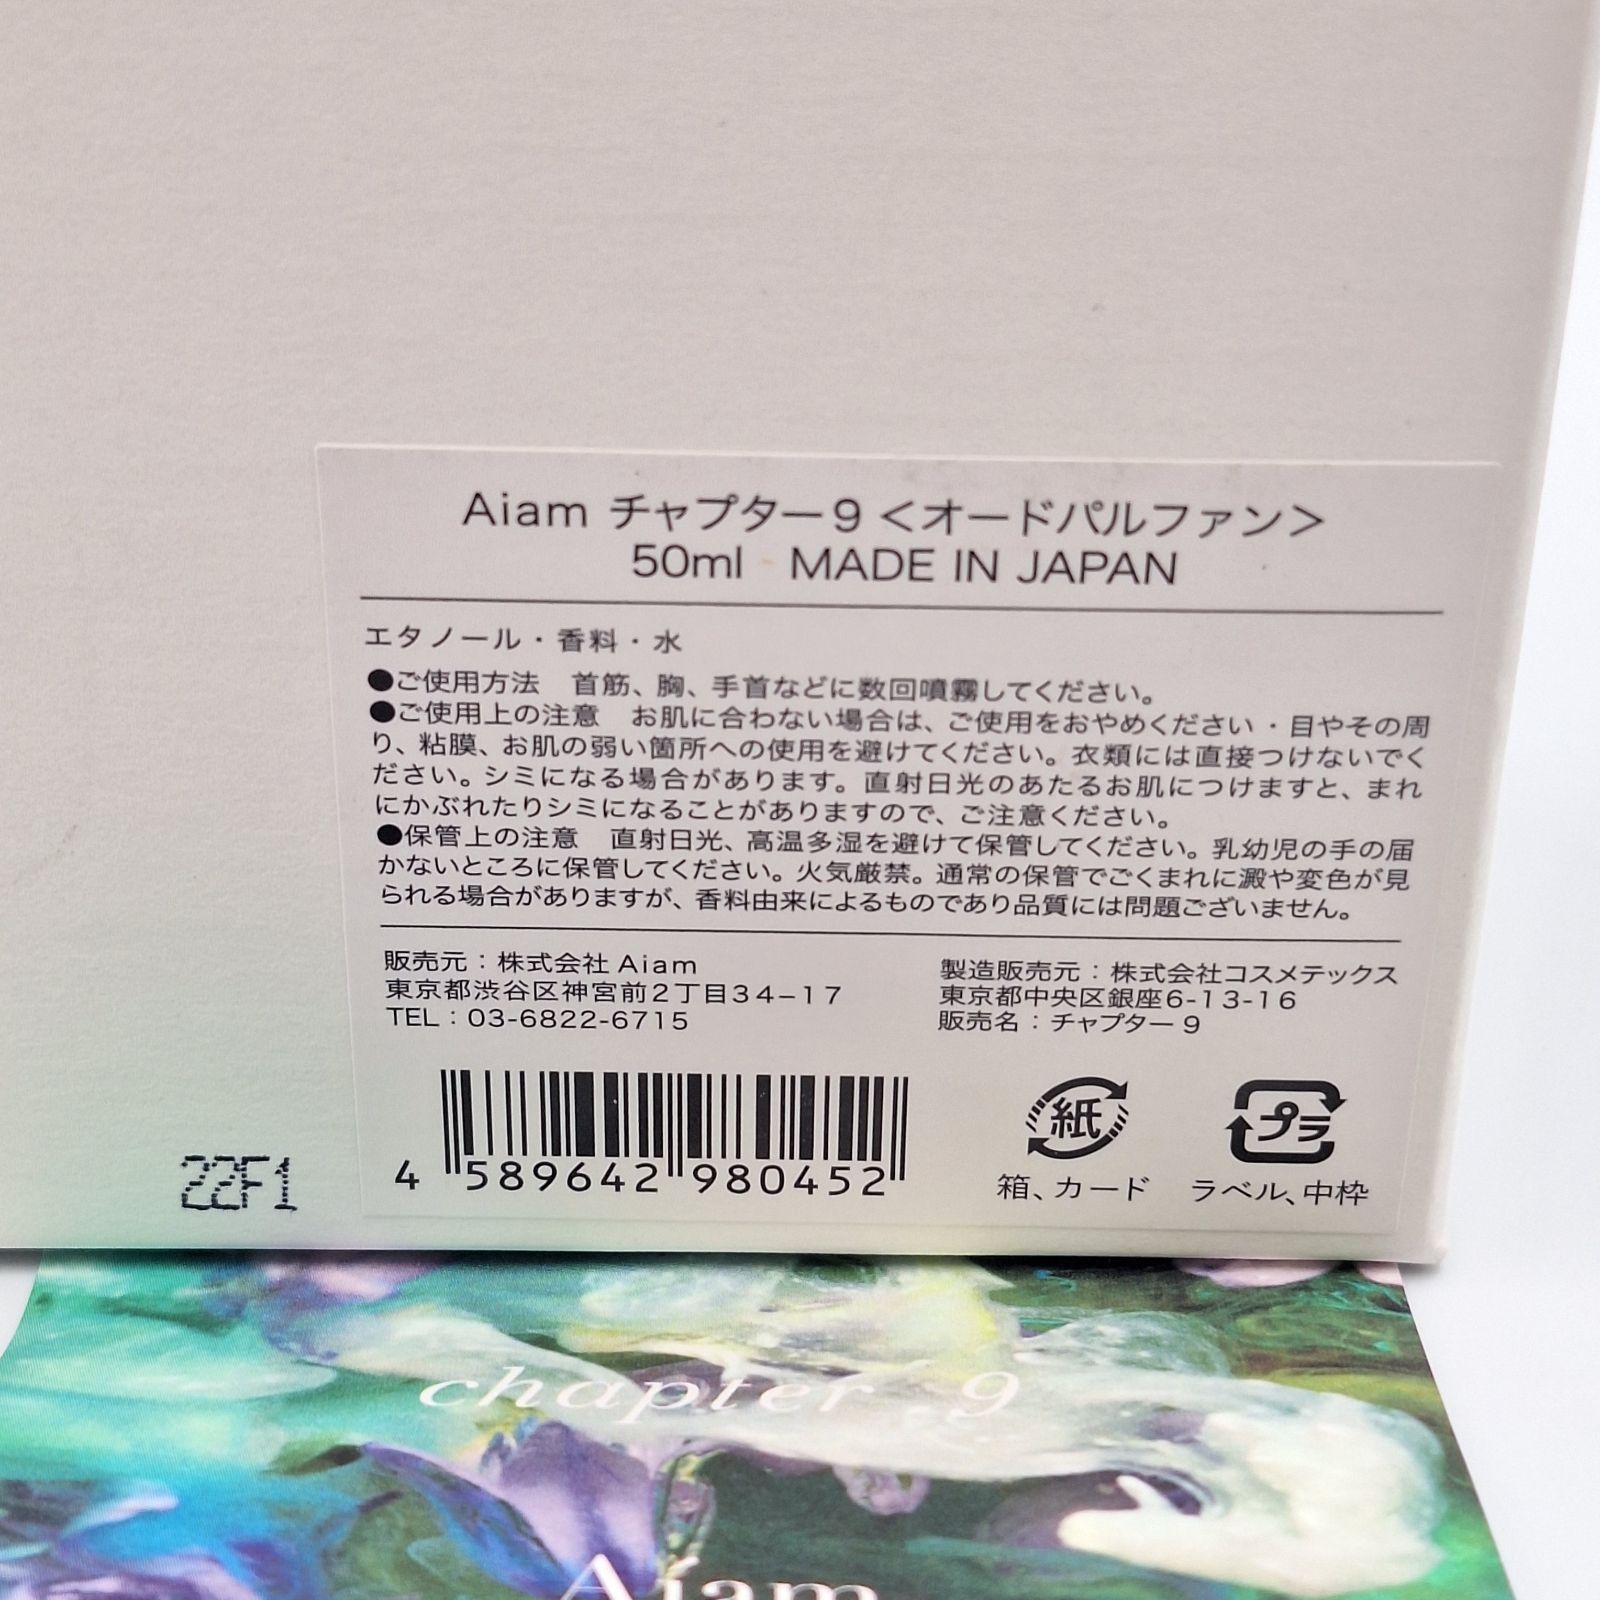 Aiam チャプター9 <オードパルファン>
50ml MADE IN JAPAN
エタノール・香料・水
●ご使用方法　首筋、胸、手首などに数回噴霧してください。
●ご使用上の注意　お肌に合わない場合は、ご使用をおやめください・目やその周
り、粘膜、お肌の弱い箇所への使用を避けてください。衣類には直接つけないでく
ださい。シミになる場合があります。直射日光のあたるお肌につけますと、まれ
にかぶれたりシミになることがありますので、ご注意ください。
●保管上の注意　直射日光、高温多湿を避けて保管してください。乳幼児の手の届
かないところに保管してください。火気厳禁。通常の保管でごくまれに澱や変色が見
られる場合がありますが、香料由来によるものであり品質には問題ございません。
販売元：株式会社 Aiam
東京都渋谷区神宮前2丁目34-17
TEL：03-6822-6715
製造販売元：株式会社コスメテックス
東京都中央区銀座6-13-16
販売名：チャプター9
4 589642 980452
紙
箱、カード
プラ
ラベル、中枠
22F1
chapter 9
Aiam